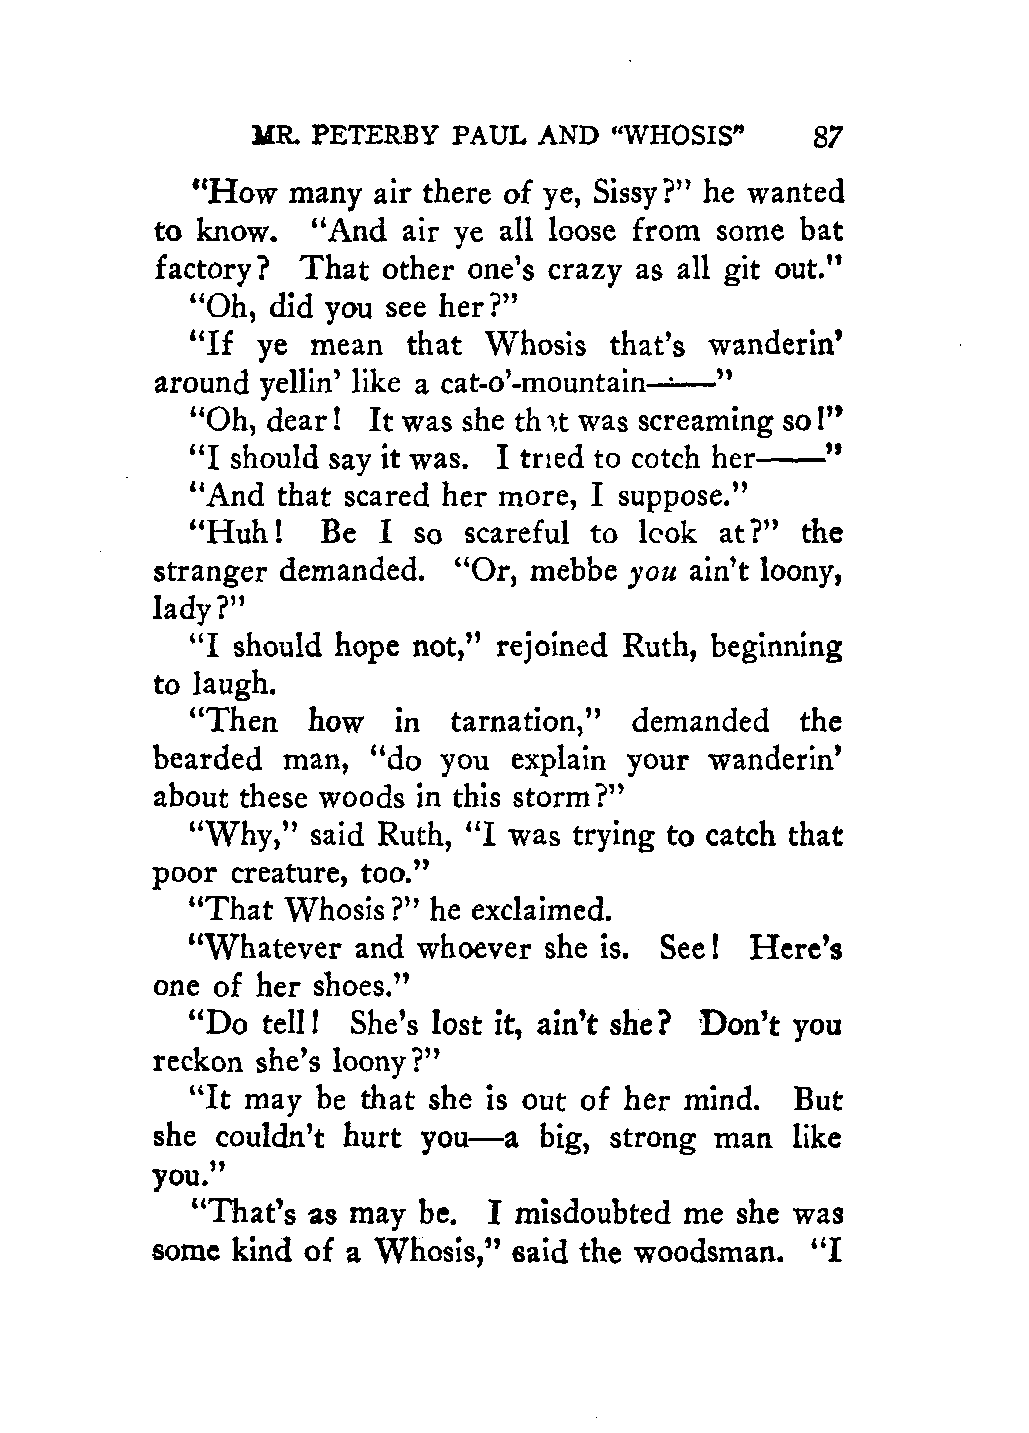 MR. PETERBY PAUL AND "WHOSIS" 87
"How many air there of ye, Sissy?" he wanted
to know. "And air ye all loose from some bat
factory? That other one's crazy as all git out."
"Oh, did you see her?"
"If ye mean that Whosis that's wanderin'
around yellin' like a cat-o'-mountain——"
"Oh, dear! It was she that was screaming so!"
"I should say it was. I tried to cotch her——"
"And that scared her more, I suppose."
"Huh! Be I so scareful to look at?" the
stranger demanded. "Or, mebbe you ain't loony,
lady?"
"I should hope not," rejoined Ruth, beginning
to laugh.
"Then how in tarnation," demanded the
bearded man, "do you explain your wanderin'
about these woods in this storm?"
"Why," said Ruth, "I was trying to catch that
poor creature, too."
"That Whosis?" he exclaimed.
"Whatever and whoever she is. See! Here's
one of her shoes."
"Do tell! She's lost it, ain't she? Don't you
reckon she's loony?"
"It may be that she is out of her mind. But
she couldn't hurt you—a big, strong man like
you."
"That's as may be. I misdoubted me she was
some kind of a Whosis," said the woodsman. "I